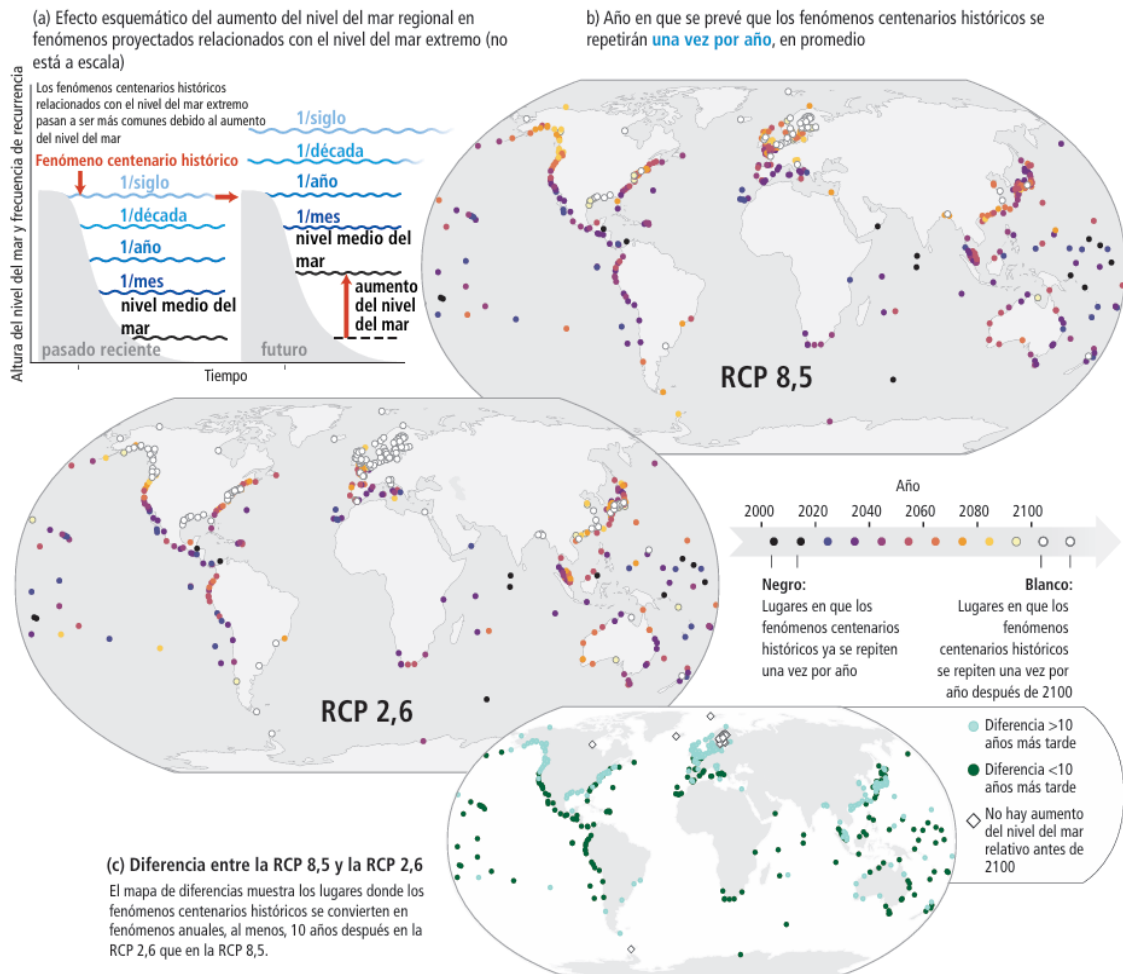 (a) Efecto esquemático del aumento del nivel del mar regional en
fenómenos proyectados relacionados con el nivel del mar extremo (no
está a escala)
Altura del nivel del mar y frecuencia de recurrencia
Los fenómenos centenarios históricos
relacionados con el nivel del mar extremo
pasan a ser más comunes debido al aumento
del nivel del mar
Fenómeno centenario histórico
1/siglo
1/década
1/año
1/mes
nivel medio del
mar
pasado reciente
1/siglo
1/década
1/año
1/mes
nivel medio del
mar
aumento
del nivel
del mar
futuro
Tiempo
b) Año en que se prevé que los fenómenos centenarios históricos se
repetirán una vez por año, en promedio
RCP 8,5
RCP 2,6
Año
2000 2020 2040 2060 2080 2100
Negro:
Lugares en que los
fenómenos centenarios
históricos ya se repiten
una vez por año
Blanco:
Lugares en que los
fenómenos
centenarios históricos
se repiten una vez por
año después de 2100
(c) Diferencia entre la RCP 8,5 y la RCP 2,6
El mapa de diferencias muestra los lugares donde los
fenómenos centenarios históricos se convierten en
fenómenos anuales, al menos, 10 años después en la
RCP 2,6 que en la RCP 8,5.
Diferencia >10
años más tarde
Diferencia <10
años más tarde
No hay aumento
del nivel del mar
relativo antes de
2100